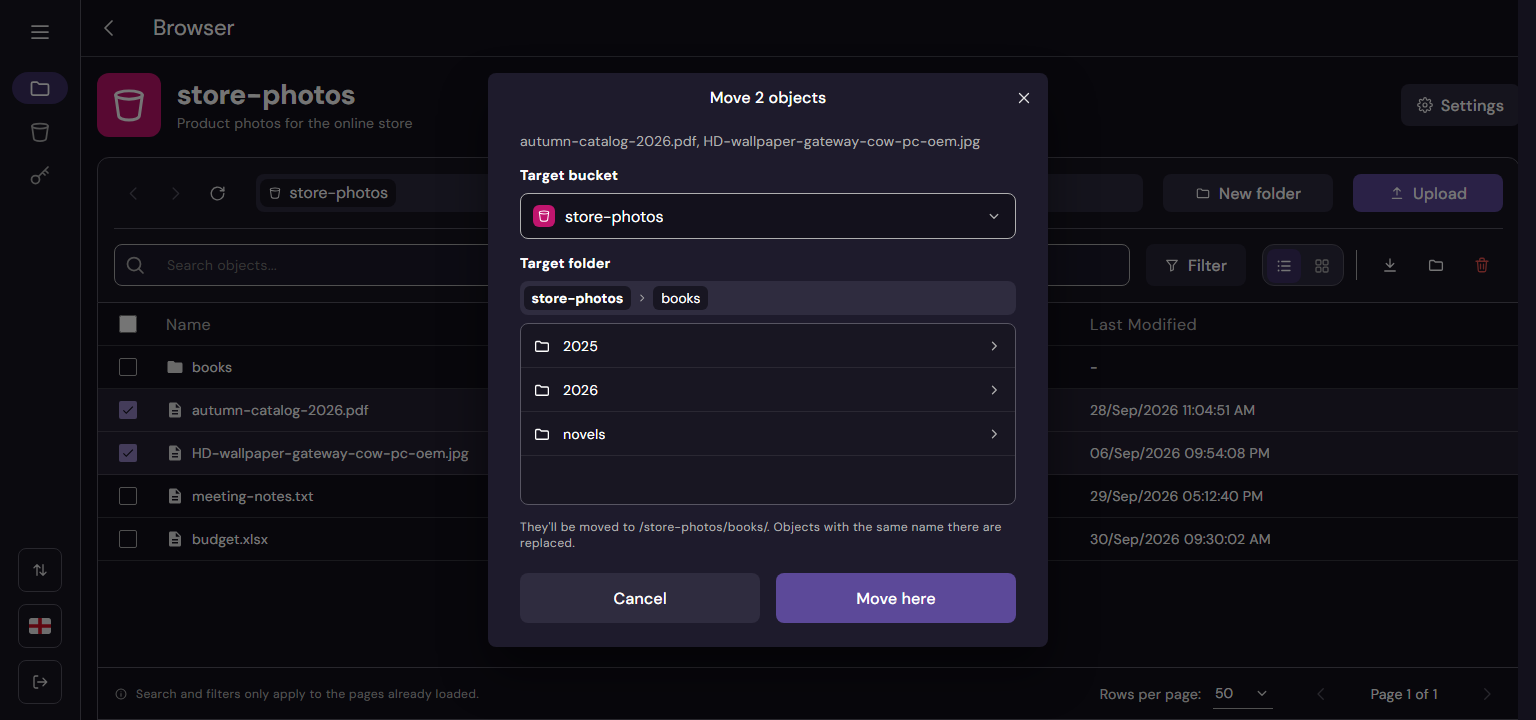 Browser
store-photos
Product photos for the online store
Settings
store-photos
New folder
Upload
Search objects...
Filter
Name
Last Modified
books
-
autumn-catalog-2026.pdf
28/Sep/2026 11:04:51 AM
HD-wallpaper-gateway-cow-pc-oem.jpg
06/Sep/2026 09:54:08 PM
meeting-notes.txt
29/Sep/2026 05:12:40 PM
budget.xlsx
30/Sep/2026 09:30:02 AM
Move 2 objects
autumn-catalog-2026.pdf, HD-wallpaper-gateway-cow-pc-oem.jpg
Target bucket
store-photos
Target folder
store-photos > books
2025
2026
novels
They'll be moved to /store-photos/books/. Objects with the same name there are
replaced.
Cancel
Move here
Search and filters only apply to the pages already loaded.
Rows per page: 50
Page 1 of 1